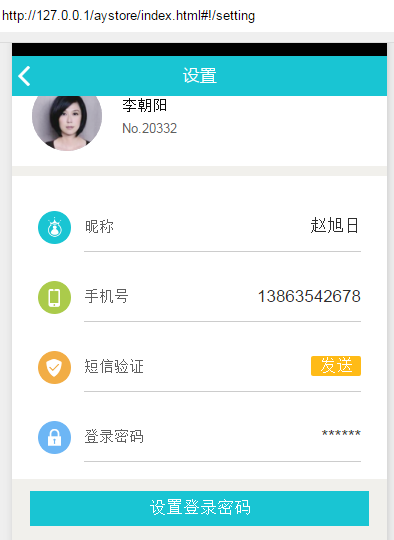 http://127.0.0.1/aystore/index.html#!/setting
设置
李朝阳
No.20332
昵称 赵旭日
手机号 13863542678
短信验证 发送
登录密码 ******
设置登录密码